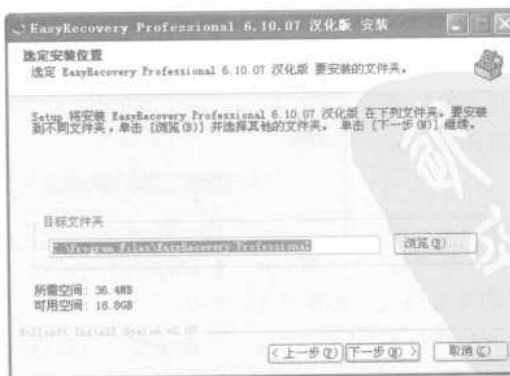 EasyRecovery Professional 6.10.07 汉化版 安装
选定安装位置
选定 EasyRecovery Professional 6.10.07 汉化版 要安装的文件夹。
Setup 将安装 EasyRecovery Professional 6.10.07 汉化版 在下列文件夹。要安装
到不同文件夹，单击 [浏览(B)] 并选择其他的文件夹。 单击 [下一步(N)] 继续。
目标文件夹
C:\Program Files\EasyRecovery Professional
浏览(B)...
所需空间: 36.4MB
可用空间: 18.8GB
Nullsoft Install System
< 上一步(P)
下一步(N) >
取消(C)